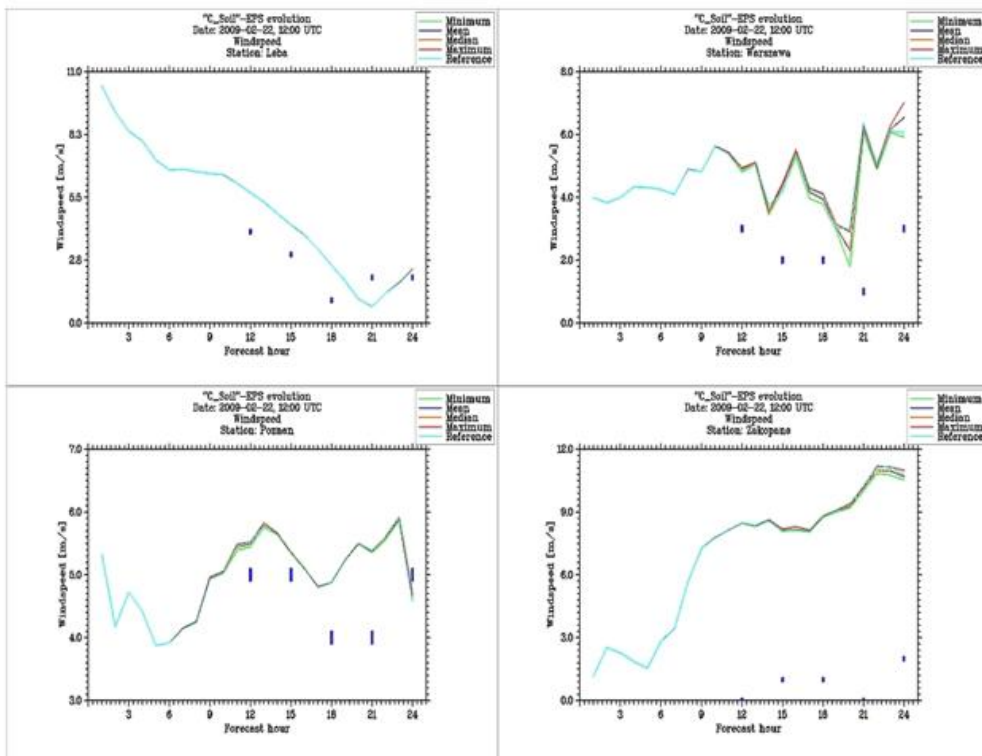 "C_Soil"-EPS evolution
Date: 2009-02-22, 12:00 UTC
Windspeed
Station: Leba
Minimum
Mean
Median
Maximum
Reference
11.0
8.3
5.5
2.8
0.0
Windspeed [m/s]
3 6 9 12 15 18 21 24
Forecast hour
"C_Soil"-EPS evolution
Date: 2009-02-22, 12:00 UTC
Windspeed
Station: Warszawa
Minimum
Mean
Median
Maximum
Reference
8.0
6.0
4.0
2.0
0.0
Windspeed [m/s]
3 6 9 12 15 18 21 24
Forecast hour
"C_Soil"-EPS evolution
Date: 2009-02-22, 12:00 UTC
Windspeed
Station: Poznan
Minimum
Mean
Median
Maximum
Reference
7.0
6.0
5.0
4.0
3.0
Windspeed [m/s]
3 6 9 12 15 18 21 24
Forecast hour
"C_Soil"-EPS evolution
Date: 2009-02-22, 12:00 UTC
Windspeed
Station: Zakopane
Minimum
Mean
Median
Maximum
Reference
12.0
9.0
6.0
3.0
0.0
Windspeed [m/s]
3 6 9 12 15 18 21 24
Forecast hour